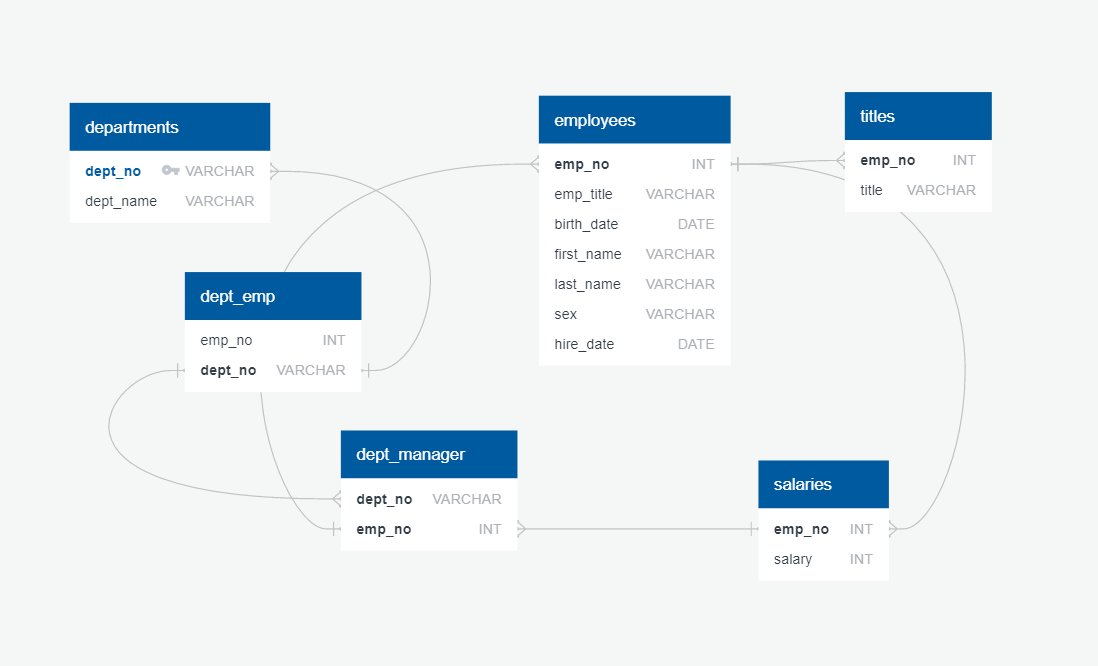 departments
dept_no VARCHAR
dept_name VARCHAR
employees
emp_no INT
emp_title VARCHAR
birth_date DATE
first_name VARCHAR
last_name VARCHAR
sex VARCHAR
hire_date DATE
titles
emp_no INT
title VARCHAR
dept_emp
emp_no INT
dept_no VARCHAR
dept_manager
dept_no VARCHAR
emp_no INT
salaries
emp_no INT
salary INT